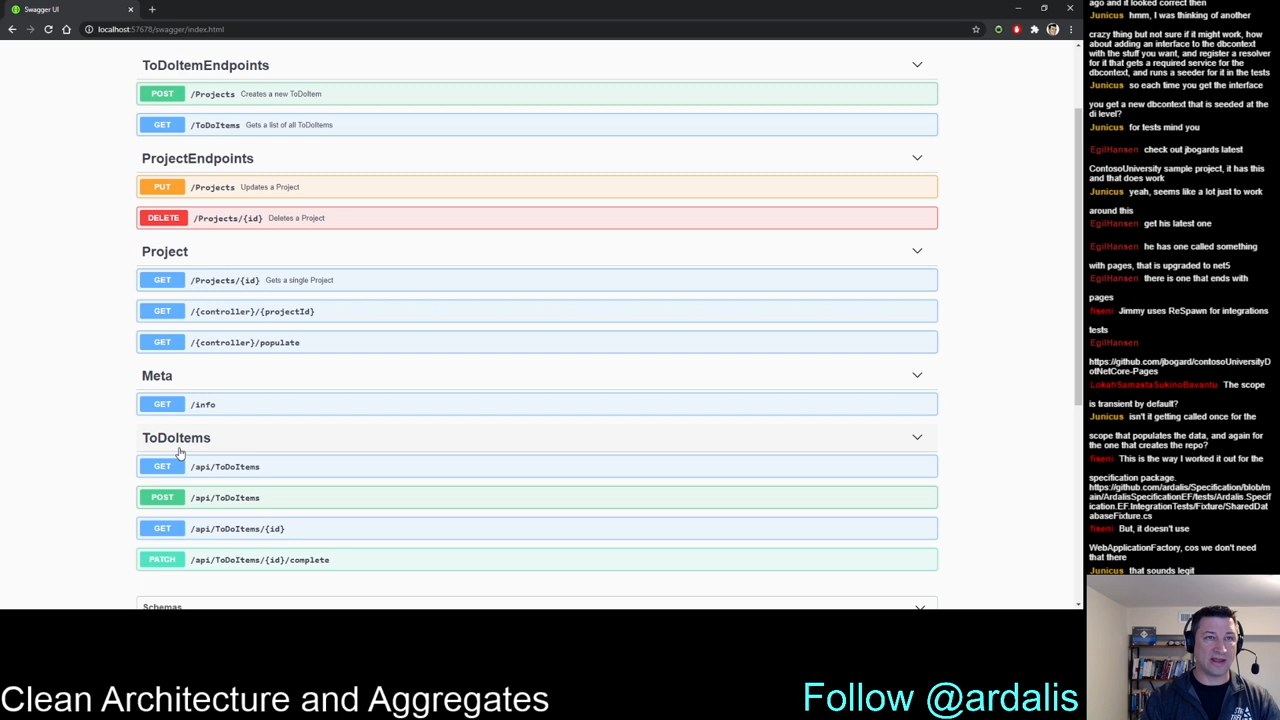 Swagger UI
localhost:57678/swagger/index.html
ToDoItemEndpoints
POST /Projects Creates a new ToDoItem
GET /ToDoItems Gets a list of all ToDoItems
ProjectEndpoints
PUT /Projects Updates a Project
DELETE /Projects/{id} Deletes a Project
Project
GET /Projects/{id} Gets a single Project
GET /{controller}/{projectId}
GET /{controller}/populate
Meta
GET /info
ToDoItems
GET /api/ToDoItems
POST /api/ToDoItems
GET /api/ToDoItems/{id}
PATCH /api/ToDoItems/{id}/complete
Schemas
ago and it looked correct then
Junicus hmm, I was thinking of another
crazy thing but not sure if it might work, how
about adding an interface to the dbcontext
with the stuff you want, and register a resolver
for it that gets a required service for the
dbcontext, and runs a seeder for it in the tests
Junicus so each time you get the interface
you get a new dbcontext that is seeded at the
di level?
Junicus for tests mind you
EgilHansen check out jbogards latest
ContosoUniversity sample project, it has this
and that does work
Junicus yeah, seems like a lot just to work
around this
EgilHansen get his latest one
EgilHansen he has one called something
with pages, that is upgraded to net5
EgilHansen there is one that ends with
pages
fiseni Jimmy uses ReSpawn for integrations
tests
EgilHansen
https://github.com/jbogard/contosoUniversityD
otNetCore-Pages
LokahSamastaSukinoBavantu The scope
is transient by default?
Junicus isn't it getting called once for the
scope that populates the data, and again for
the one that creates the repo?
fiseni This is the way I worked it out for the
specification package.
https://github.com/ardalis/Specification/blob/m
ain/ArdalisSpecificationEF/tests/Ardalis.Specif
ication.EF.IntegrationTests/Fixture/SharedDat
abaseFixture.cs
fiseni But, it doesn't use
WebApplicationFactory, cos we don't need
that there
Junicus that sounds legit
Clean Architecture and Aggregates
Follow @ardalis